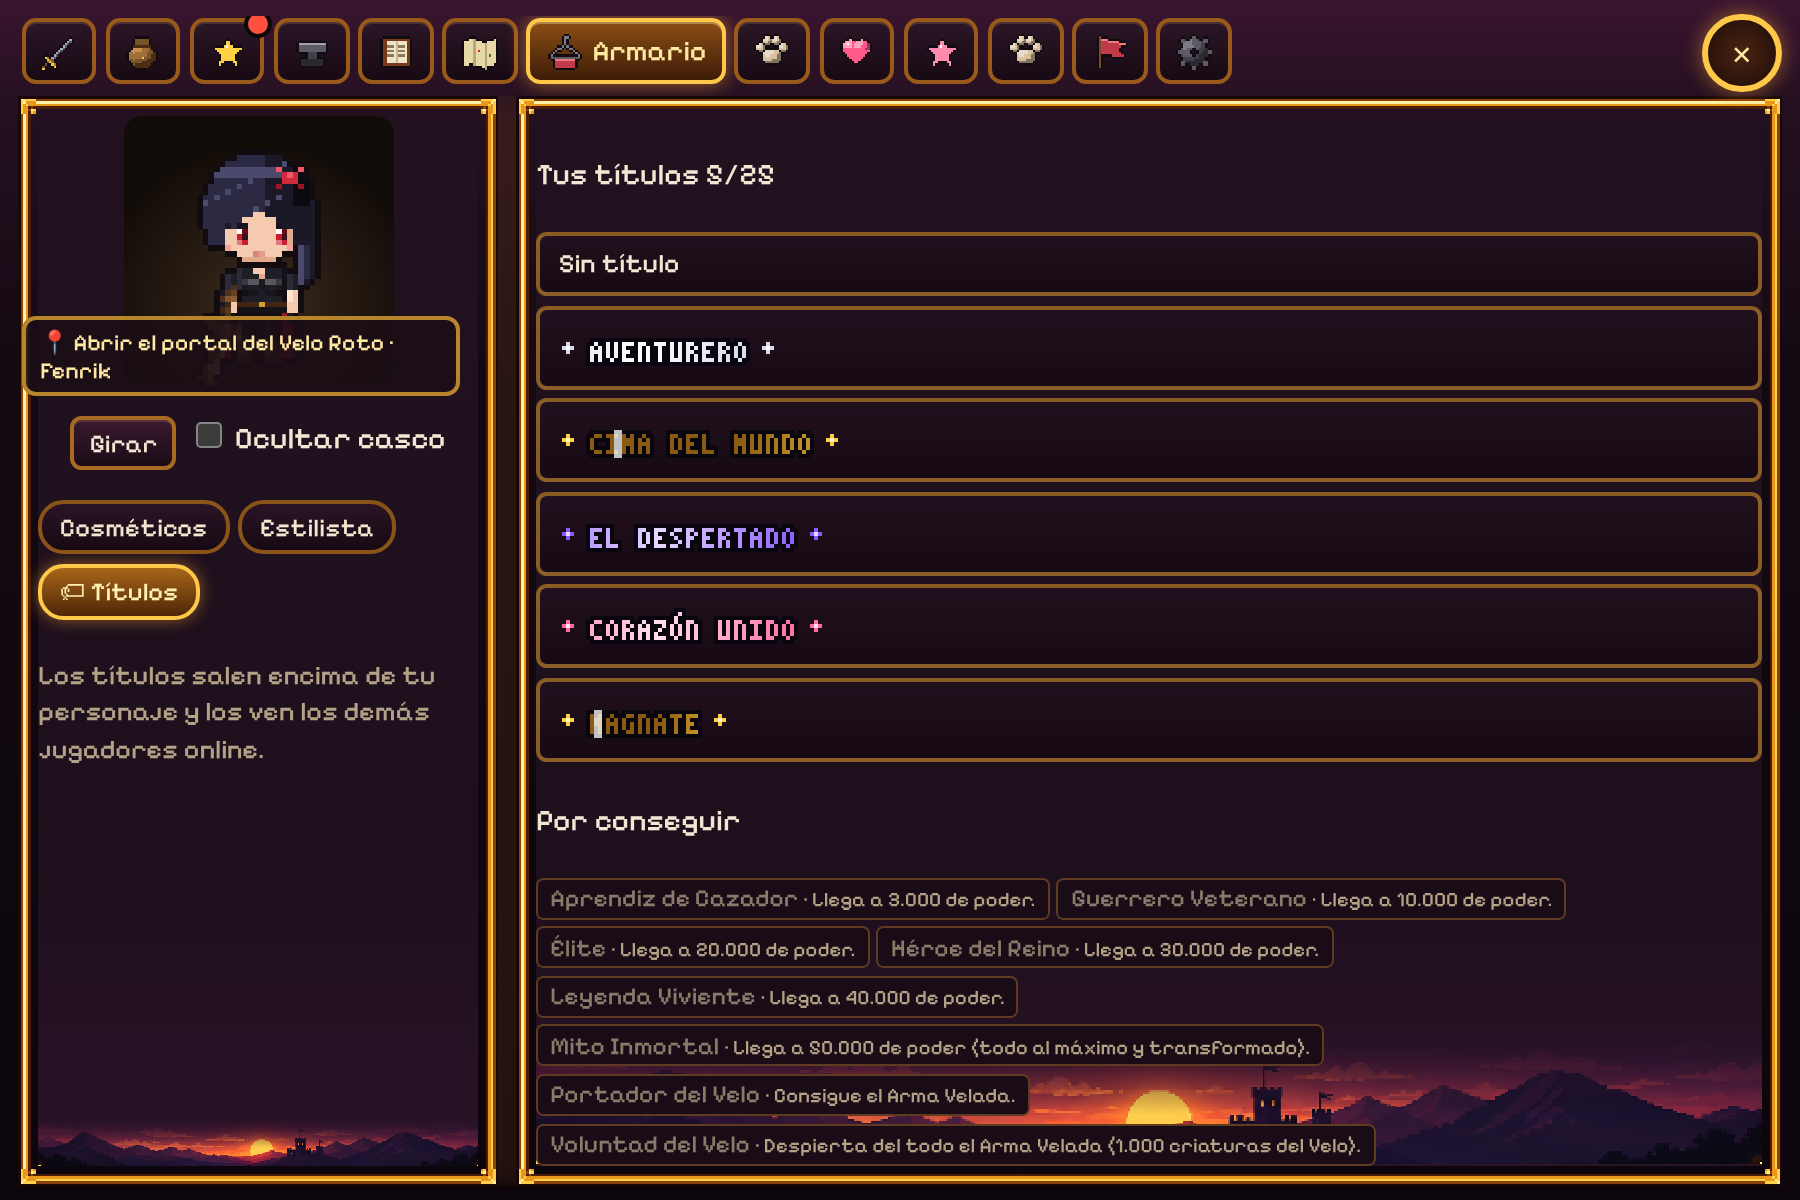 Armario
×
📍 Abrir el portal del Velo Roto ·
Fenrik
Girar
Ocultar casco
Cosméticos
Estilista
Títulos
Los títulos salen encima de tu
personaje y los ven los demás
jugadores online.
Tus títulos 5/25
Sin título
+ AVENTURERO +
+ CIMA DEL MUNDO +
+ EL DESPERTADO +
+ CORAZÓN UNIDO +
+ MAGNATE +
Por conseguir
Aprendiz de Cazador · Llega a 3.000 de poder.
Guerrero Veterano · Llega a 10.000 de poder.
Élite · Llega a 20.000 de poder.
Héroe del Reino · Llega a 30.000 de poder.
Leyenda Viviente · Llega a 40.000 de poder.
Mito Inmortal · Llega a 50.000 de poder (todo al máximo y transformado).
Portador del Velo · Consigue el Arma Velada.
Voluntad del Velo · Despierta del todo el Arma Velada (1.000 criaturas del Velo).